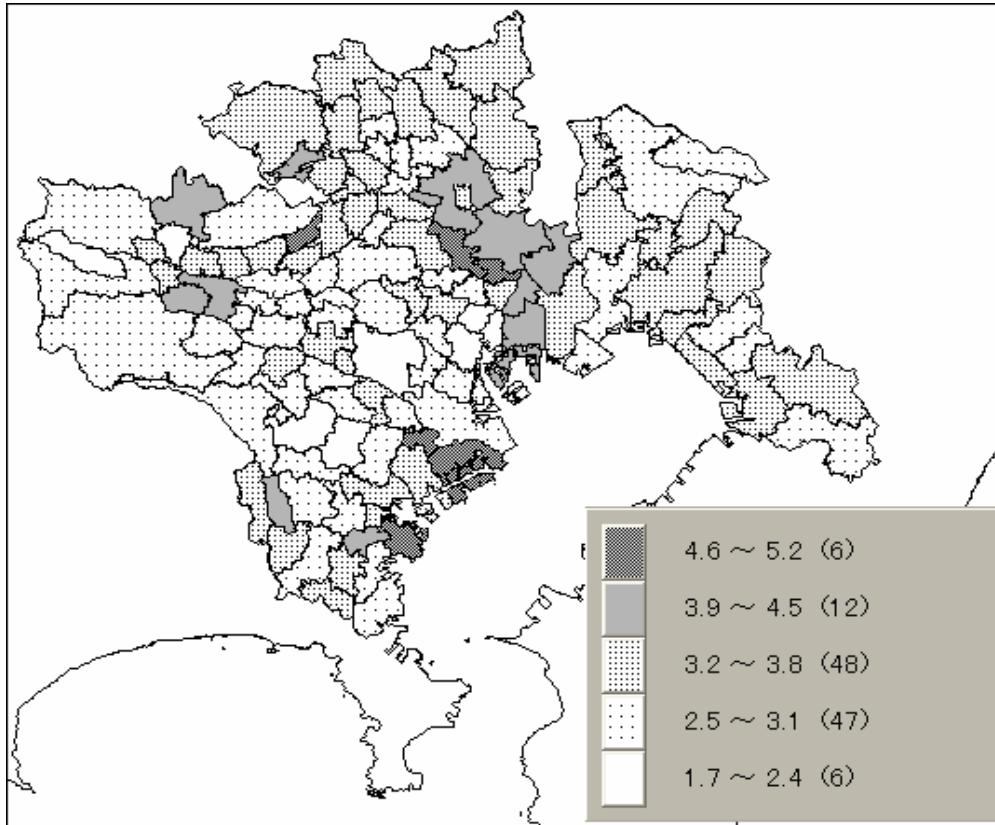 4.6 ～ 5.2 (6)
3.9 ～ 4.5 (12)
3.2 ～ 3.8 (48)
2.5 ～ 3.1 (47)
1.7 ～ 2.4 (6)